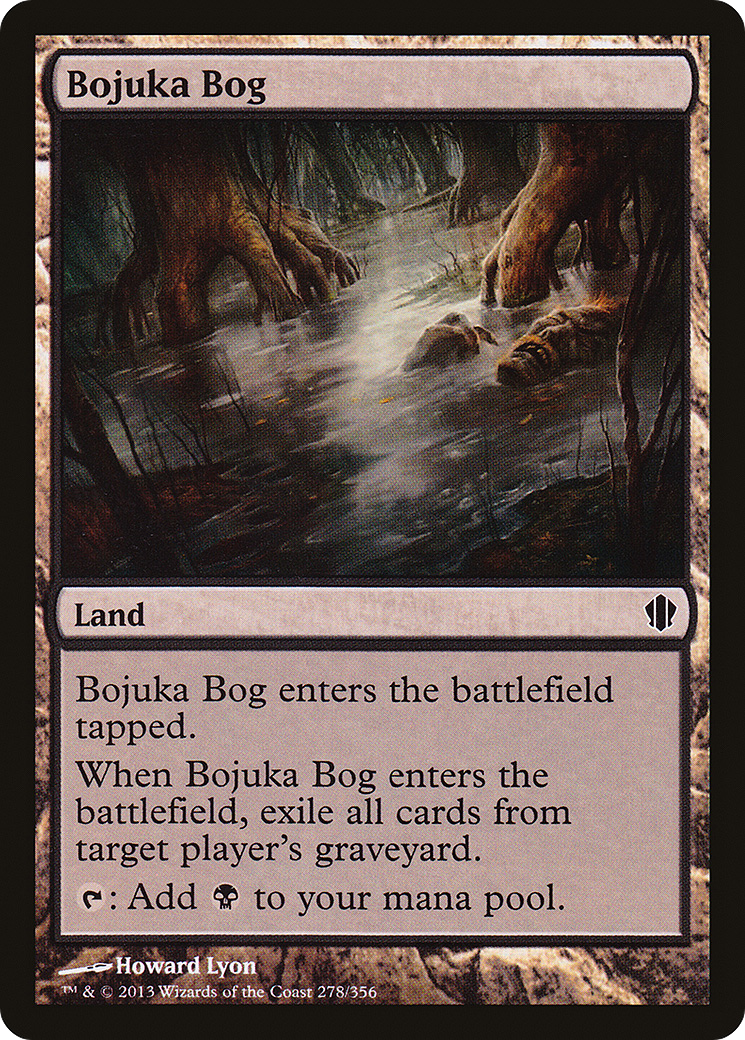 Bojuka Bog
Land
Bojuka Bog enters the battlefield
tapped.
When Bojuka Bog enters the
battlefield, exile all cards from
target player's graveyard.
: Add to your mana pool.
Howard Lyon
™ & © 2013 Wizards of the Coast 278/356